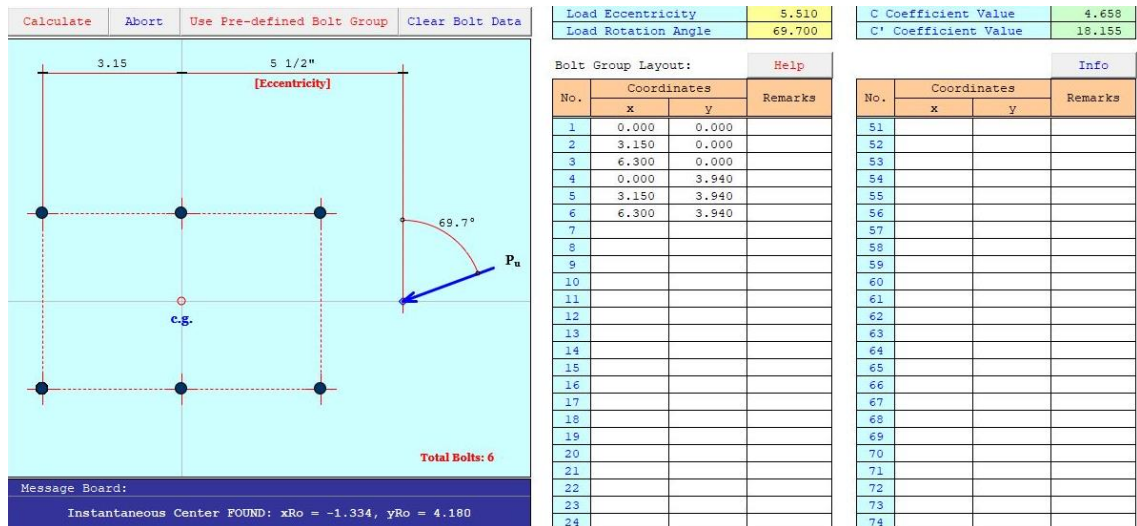 Calculate Abort Use Pre-defined Bolt Group Clear Bolt Data
3.15 5 1/2"
[Eccentricity]
69.7°
Pu
c.g.
Total Bolts: 6
Message Board:
Instantaneous Center FOUND: xRo = -1.334, yRo = 4.180
Load Eccentricity 5.510
Load Rotation Angle 69.700
C Coefficient Value 4.658
C' Coefficient Value 18.155
Bolt Group Layout: Help
Info
No. Coordinates Remarks
x y
1 0.000 0.000
2 3.150 0.000
3 6.300 0.000
4 0.000 3.940
5 3.150 3.940
6 6.300 3.940
7
8
9
10
11
12
13
14
15
16
17
18
19
20
21
22
23
24
No. Coordinates Remarks
x y
51
52
53
54
55
56
57
58
59
60
61
62
63
64
65
66
67
68
69
70
71
72
73
74